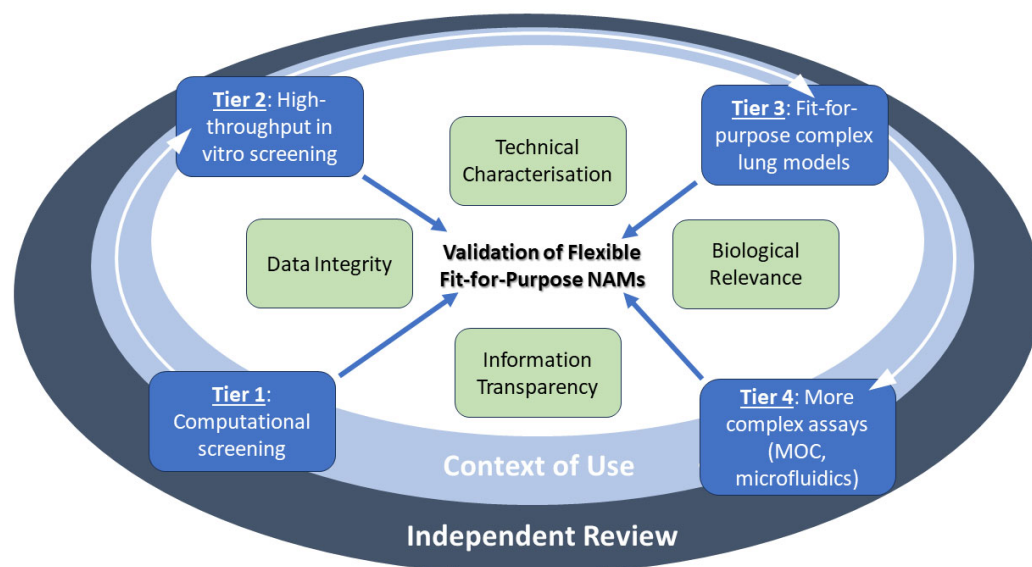 Tier 2: High-
throughput in
vitro screening
Tier 3: Fit-for-
purpose complex
lung models
Technical
Characterisation
Data Integrity
Validation of Flexible
Fit-for-Purpose NAMs
Biological
Relevance
Information
Transparency
Tier 1:
Computational
screening
Tier 4: More
complex assays
(MOC,
microfluidics)
Context of Use
Independent Review